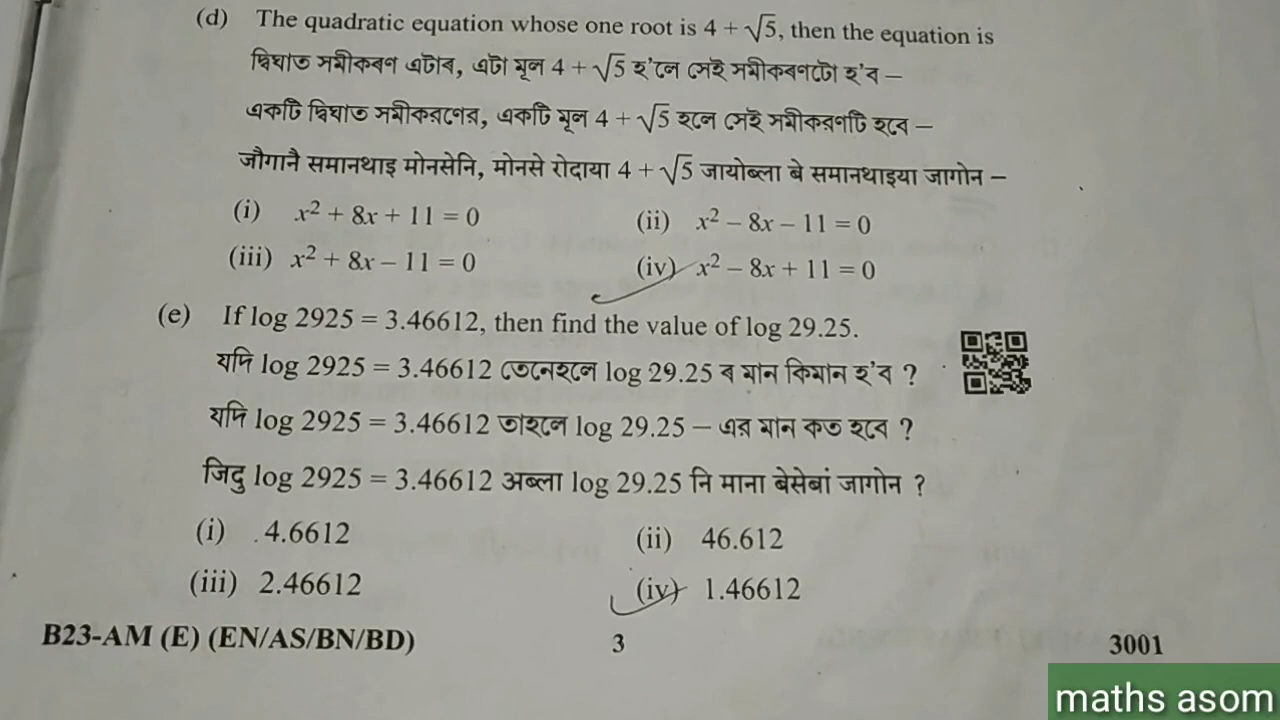 (d) The quadratic equation whose one root is 4 + √5, then the equation is
দ্বিঘাত সমীকৰণ এটাৰ, এটা মূল 4 + √5 হ'লে সেই সমীকৰণটো হ'ব –
একটি দ্বিঘাত সমীকরণের, একটি মূল 4 + √5 হলে সেই সমীকরণটি হবে –
जौगानै समानथाइ मोनसेनि, मोनसे रोदाया 4 + √5 जायोब्ला बे समानथाइया जागोन –
(i) x² + 8x + 11 = 0 (ii) x² – 8x – 11 = 0
(iii) x² + 8x – 11 = 0 (iv) x² – 8x + 11 = 0
(e) If log 2925 = 3.46612, then find the value of log 29.25.
যদি log 2925 = 3.46612 তেনেহলে log 29.25 ৰ মান কিমান হ'ব ?
যদি log 2925 = 3.46612 তাহলে log 29.25 – এর মান কত হবে ?
जिदु log 2925 = 3.46612 अब्ला log 29.25 नि माना बेसेबां जागोन ?
(i) 4.6612 (ii) 46.612
(iii) 2.46612 (iv) 1.46612
B23-AM (E) (EN/AS/BN/BD) 3 3001
maths asom